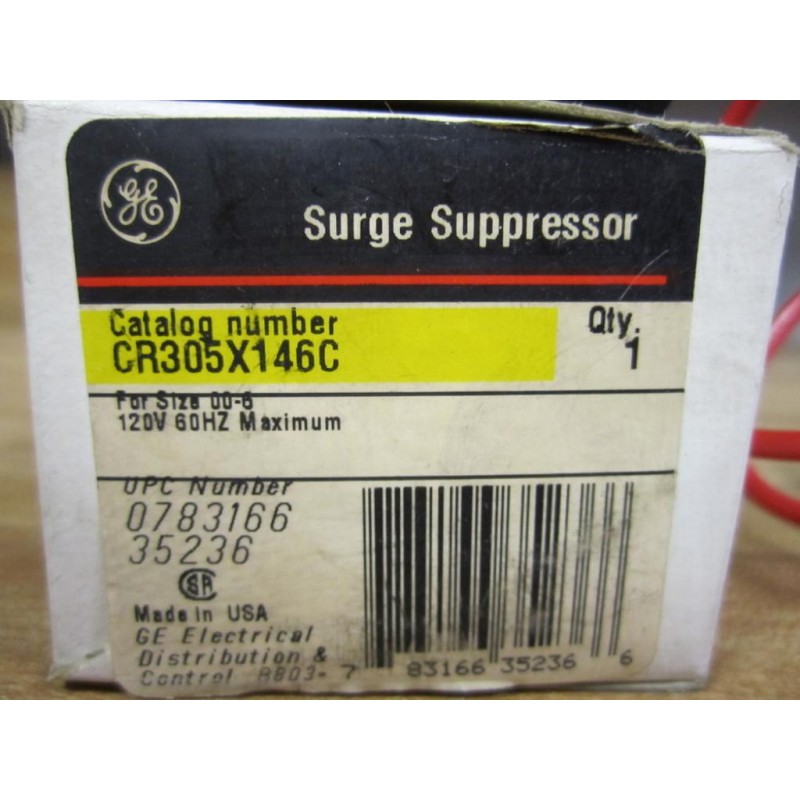 GE
Surge Suppressor
Catalog number
CR305X146C
Qty.
1
For Size 00-6
120V 60HZ Maximum
UPC Number
0783166
35236
Made in USA
GE Electrical
Distribution &
Control
7 83166 35236 6